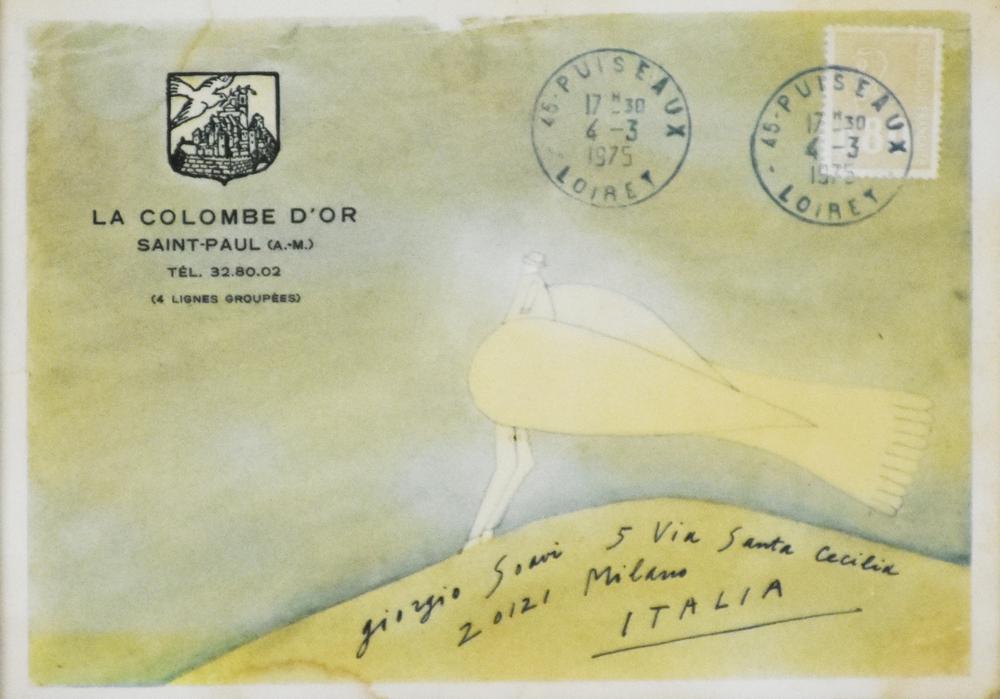 LA COLOMBE D'OR
SAINT-PAUL (A.-M.)
TÉL. 32.80.02
(4 LIGNES GROUPÉES)
45-PUISEAUX
17 H 30
4 -3
1975
LOIRET
45-PUISEAUX
17 H 30
4 -3
1975
LOIRET
giorgio Soavi 5 Via Santa Cecilia
20121 Milano
ITALIA